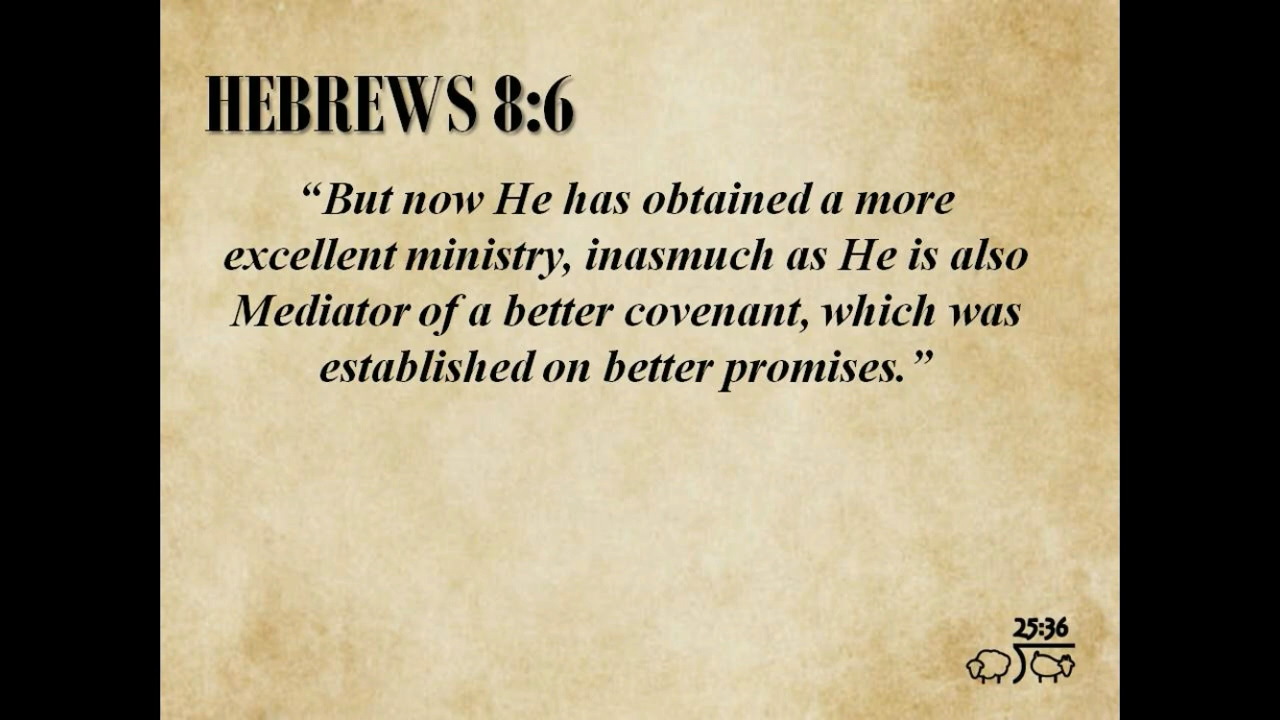 HEBREWS 8:6
“But now He has obtained a more
excellent ministry, inasmuch as He is also
Mediator of a better covenant, which was
established on better promises.”
25:36